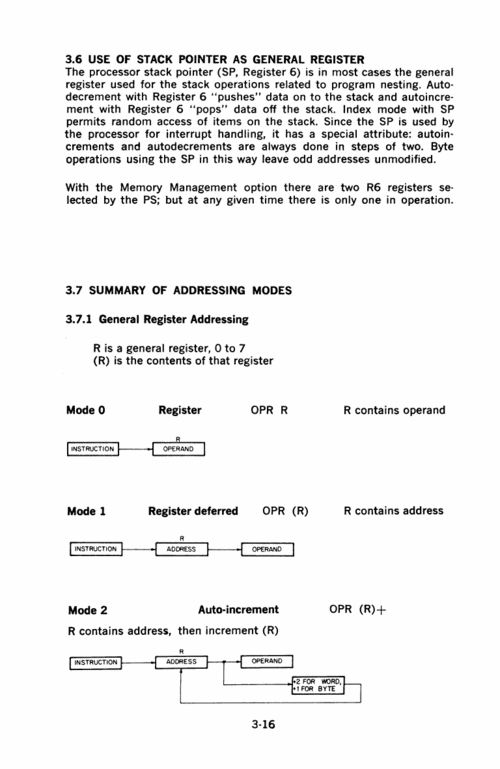 3.6 USE OF STACK POINTER AS GENERAL REGISTER
The processor stack pointer (SP, Register 6) is in most cases the general
register used for the stack operations related to program nesting. Auto-
decrement with Register 6 "pushes" data on to the stack and autoincre-
ment with Register 6 "pops" data off the stack. Index mode with SP
permits random access of items on the stack. Since the SP is used by
the processor for interrupt handling, it has a special attribute: autoin-
crements and autodecrements are always done in steps of two. Byte
operations using the SP in this way leave odd addresses unmodified.
With the Memory Management option there are two R6 registers se-
lected by the PS; but at any given time there is only one in operation.
3.7 SUMMARY OF ADDRESSING MODES
3.7.1 General Register Addressing
R is a general register, 0 to 7
(R) is the contents of that register
Mode 0 Register OPR R R contains operand
R
INSTRUCTION OPERAND
Mode 1 Register deferred OPR (R) R contains address
R
INSTRUCTION ADDRESS OPERAND
Mode 2 Auto-increment OPR (R)+
R contains address, then increment (R)
R
INSTRUCTION ADDRESS OPERAND
+2 FOR WORD,
+1 FOR BYTE
3-16